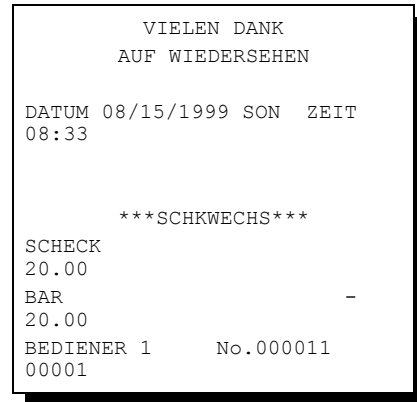 VIELEN DANK
AUF WIEDERSEHEN
DATUM 08/15/1999 SON ZEIT
08:33
***SCHKWECHS***
SCHECK
20.00
BAR -
20.00
BEDIENER 1 No.000011
00001